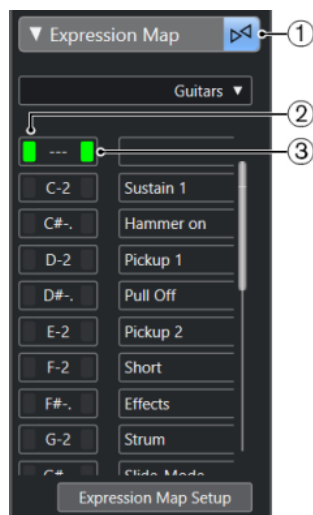 ▼ Expression Map
1
Guitars ▼
2
3
---
C-2 Sustain 1
C#-. Hammer on
D-2 Pickup 1
D#-. Pull Off
E-2 Pickup 2
F-2 Short
F#-. Effects
G-2 Strum
Expression Map Setup